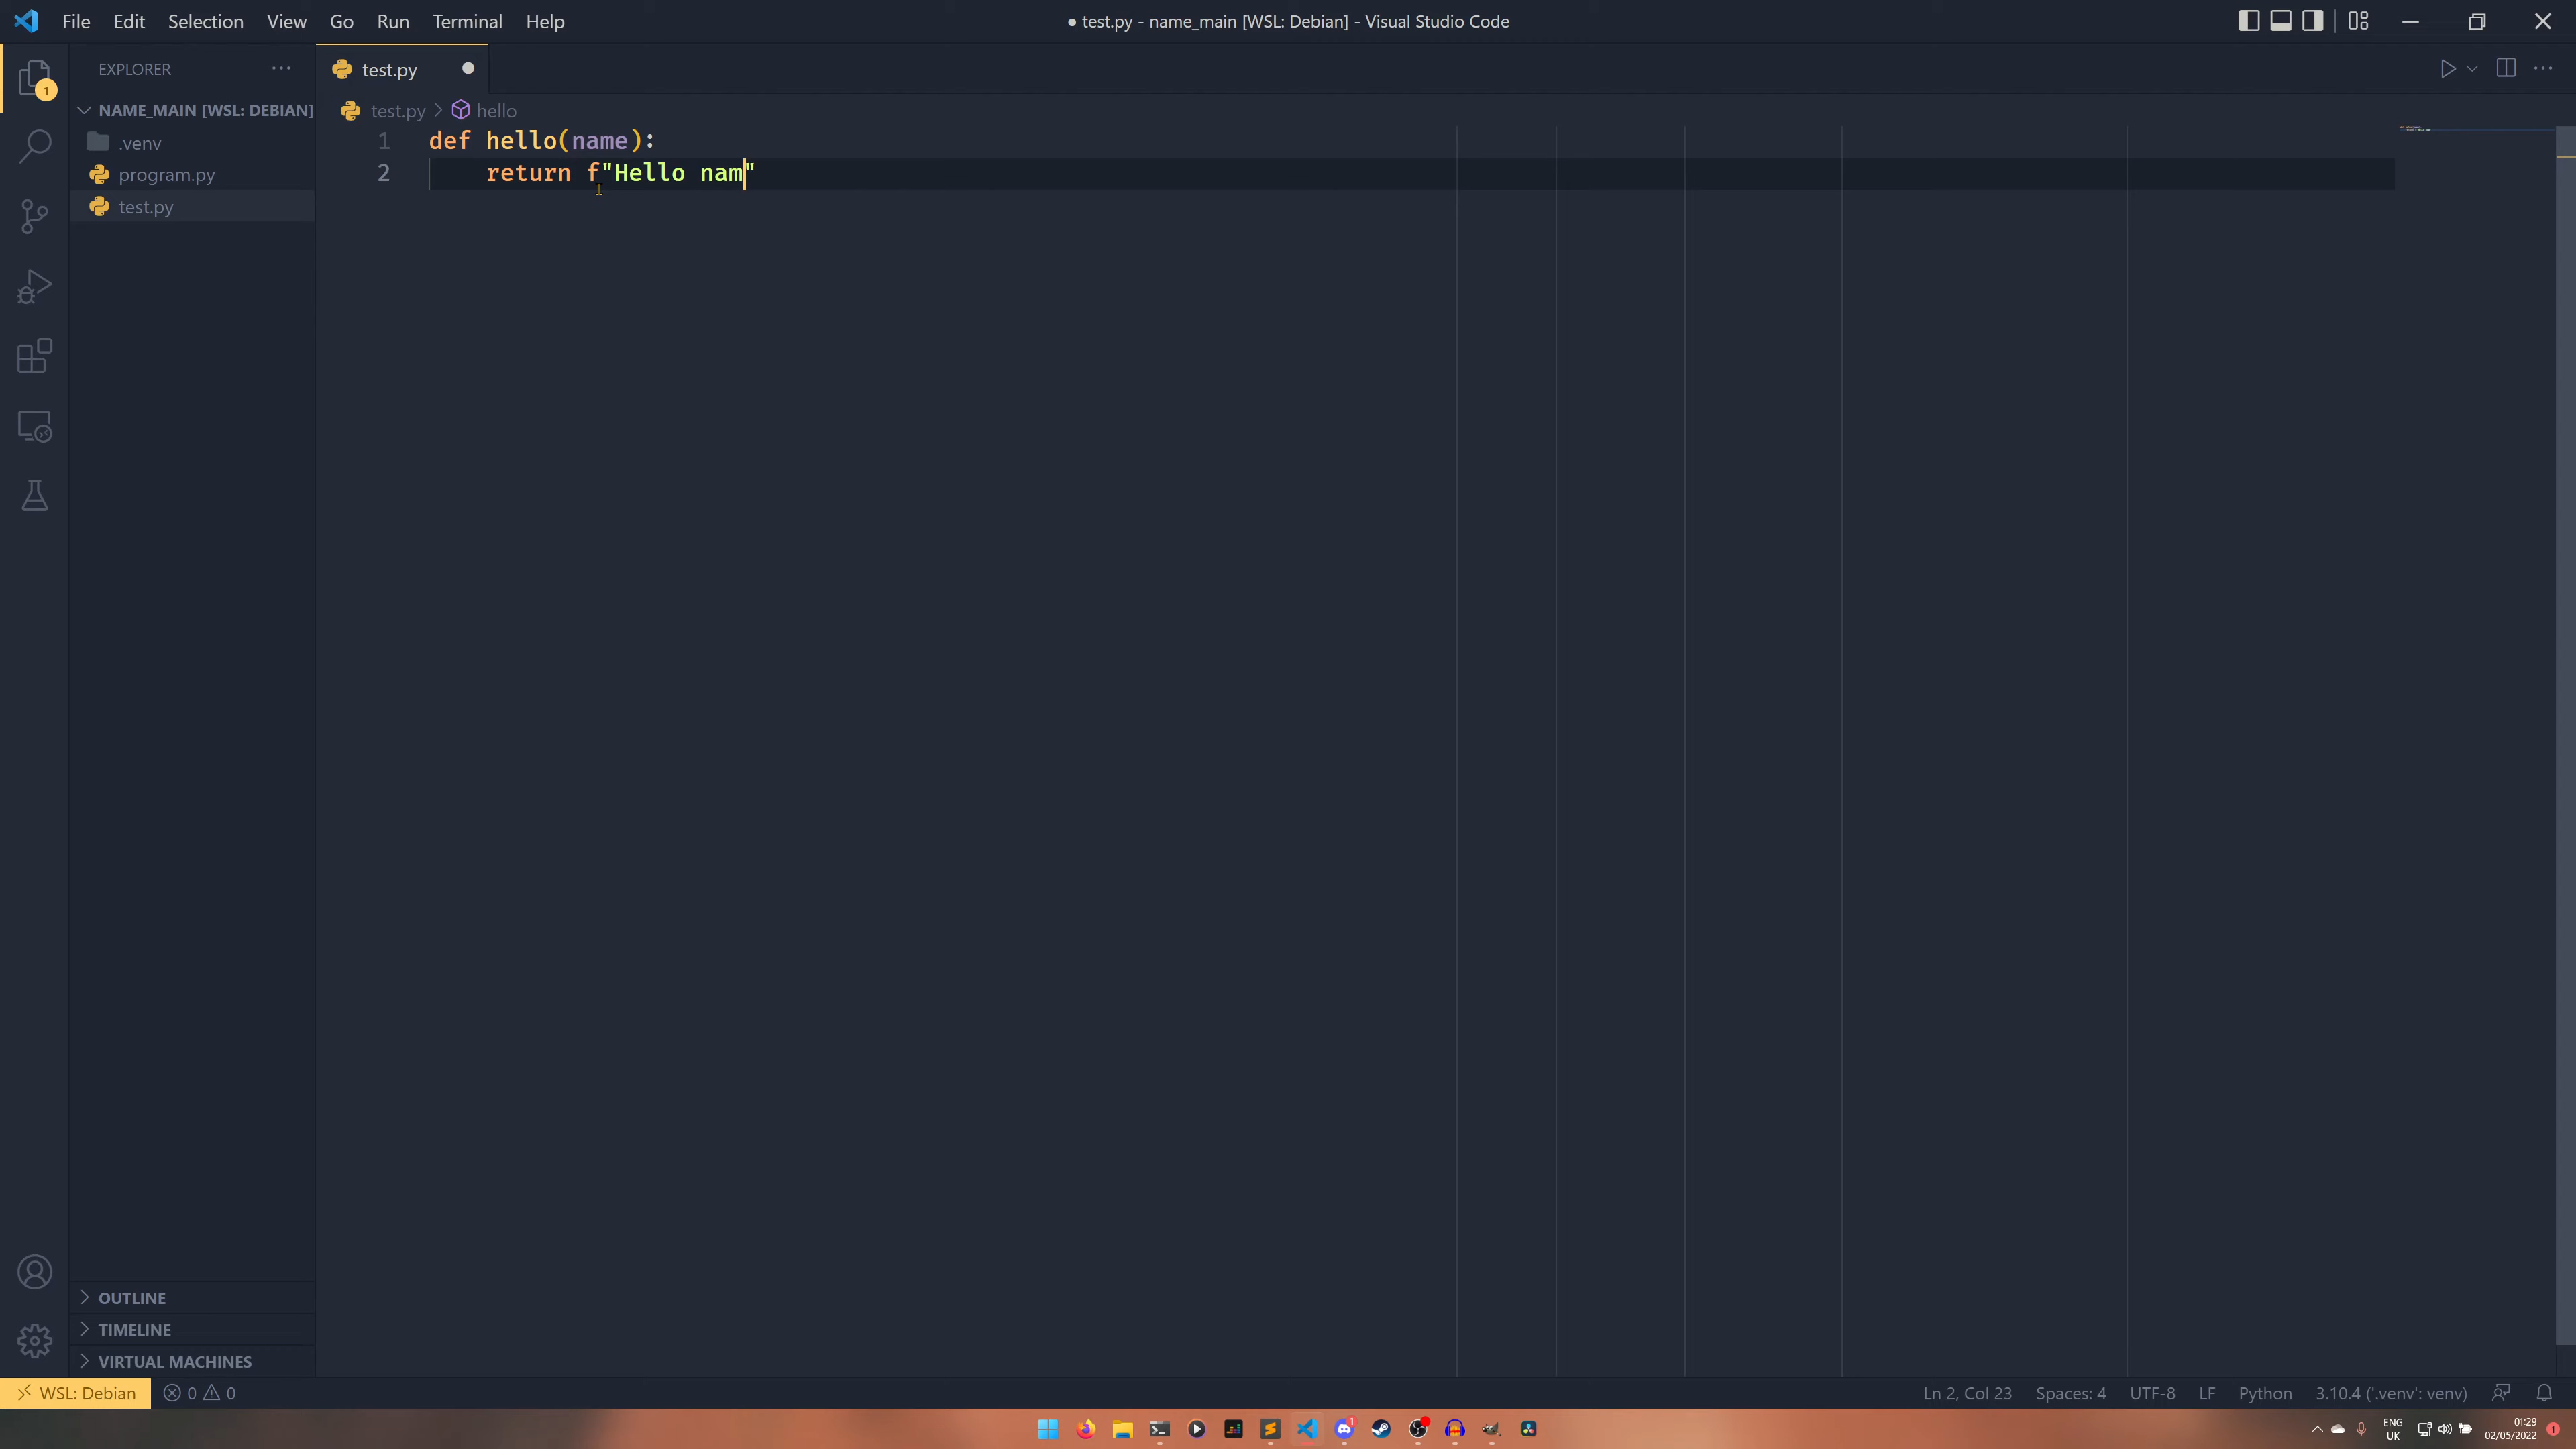 File Edit Selection View Go Run Terminal Help
● test.py - name_main [WSL: Debian] - Visual Studio Code
EXPLORER
1
NAME_MAIN [WSL: DEBIAN]
.venv
program.py
test.py
OUTLINE
TIMELINE
VIRTUAL MACHINES
test.py
test.py > hello
1 def hello(name):
2 return f"Hello nam"
WSL: Debian 0 0
Ln 2, Col 23 Spaces: 4 UTF-8 LF Python 3.10.4 ('.venv': venv)
1
ENG
UK
01:29
02/05/2022
1